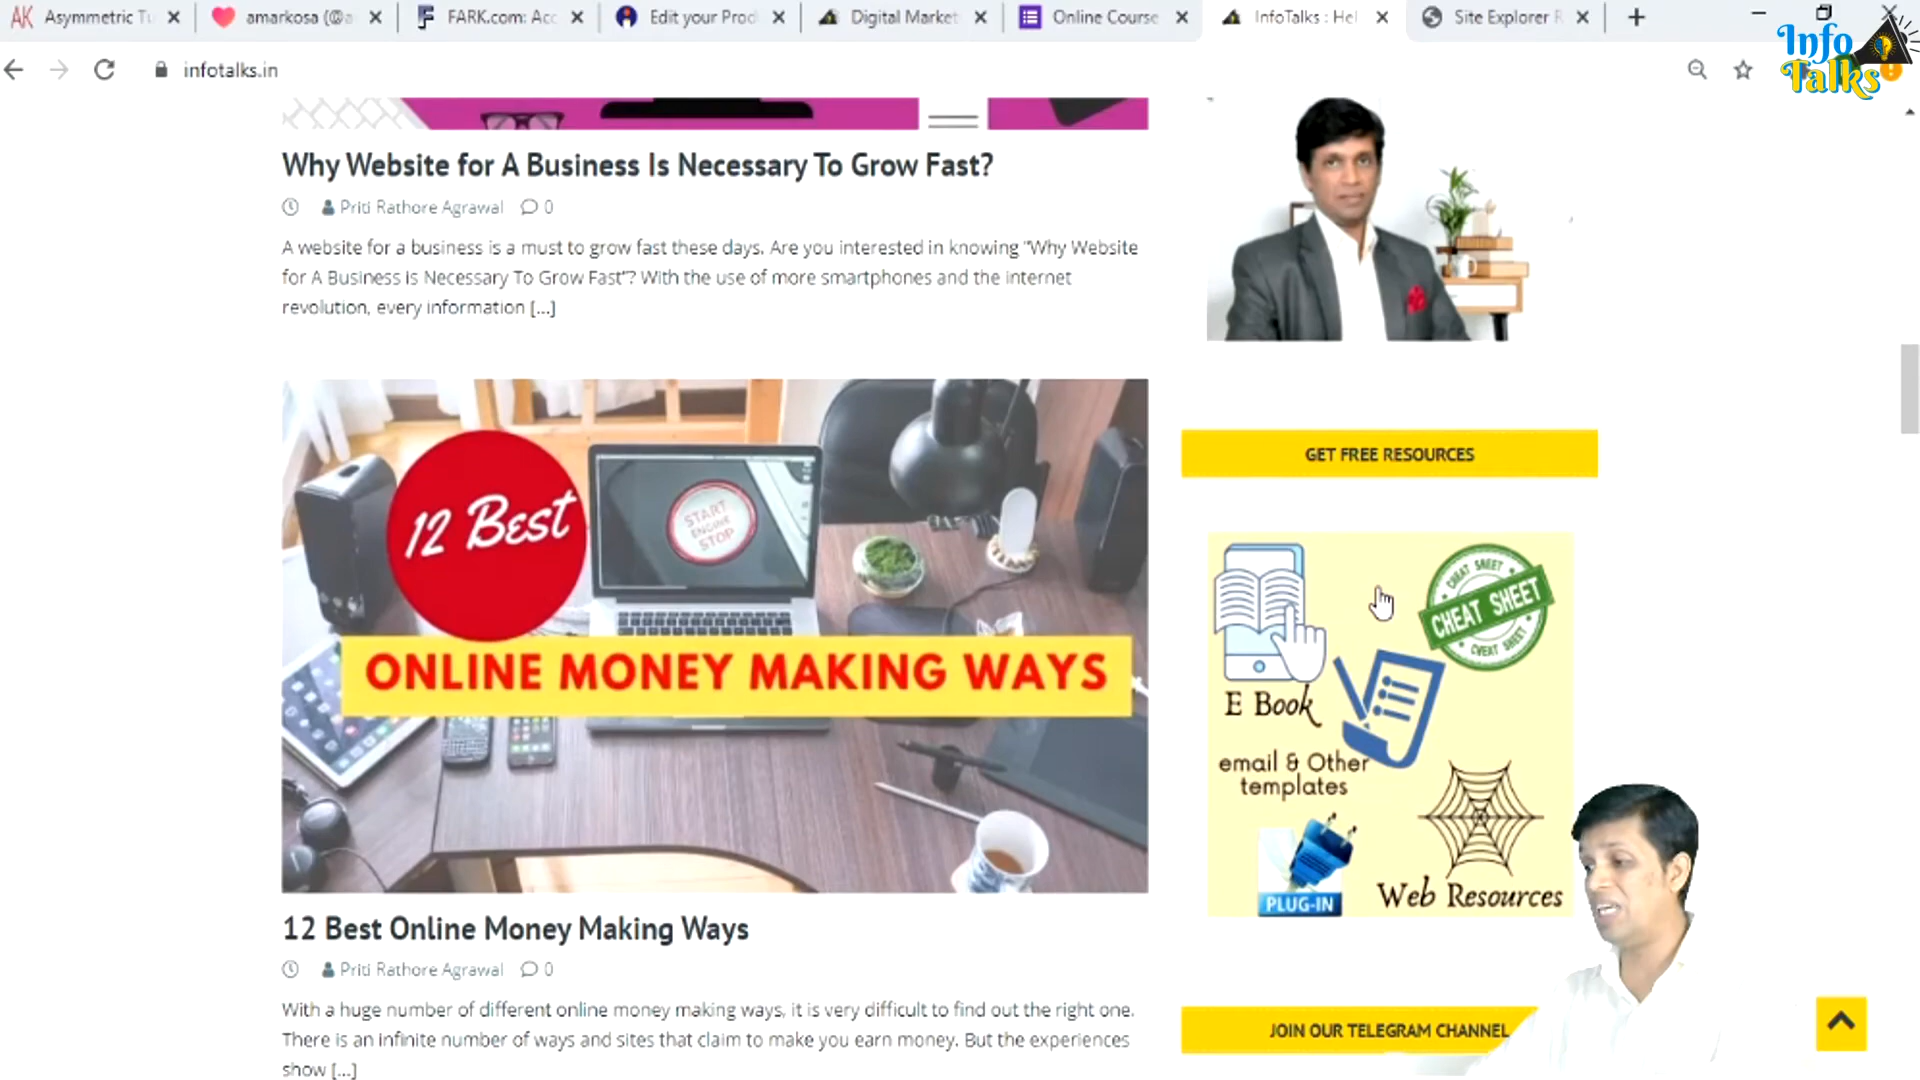 AK Asymmetric Tu
amarkosa (@a
FARK.com: Acc
Edit your Prod
Digital Market
Online Course
InfoTalks : Hel
Site Explorer R
infotalks.in
Info
Talks
Why Website for A Business Is Necessary To Grow Fast?
Priti Rathore Agrawal 0
A website for a business is a must to grow fast these days. Are you interested in knowing "Why Website
for A Business is Necessary To Grow Fast"? With the use of more smartphones and the internet
revolution, every information [...]
12 Best
START
ENGINE
STOP
ONLINE MONEY MAKING WAYS
12 Best Online Money Making Ways
Priti Rathore Agrawal 0
With a huge number of different online money making ways, it is very difficult to find out the right one.
There is an infinite number of ways and sites that claim to make you earn money. But the experiences
show [...]
GET FREE RESOURCES
CHEAT SHEET
CHEAT SHEET
CHEAT SHEET
E Book
email & Other
templates
PLUG-IN
Web Resources
JOIN OUR TELEGRAM CHANNEL